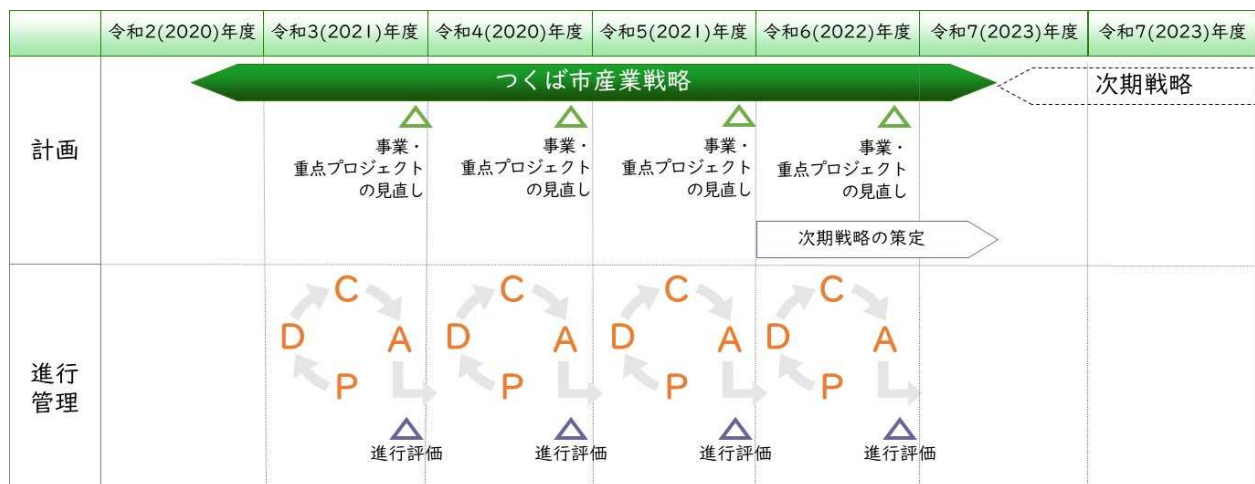 令和2(2020)年度 令和3(2021)年度 令和4(2020)年度 令和5(2021)年度 令和6(2022)年度 令和7(2023)年度 令和7(2023)年度
計画
つくば市産業戦略
次期戦略
事業・
重点プロジェクト
の見直し
事業・
重点プロジェクト
の見直し
事業・
重点プロジェクト
の見直し
事業・
重点プロジェクト
の見直し
次期戦略の策定
進行
管理
C
D A
P
進行評価
C
D A
P
進行評価
C
D A
P
進行評価
C
D A
P
進行評価